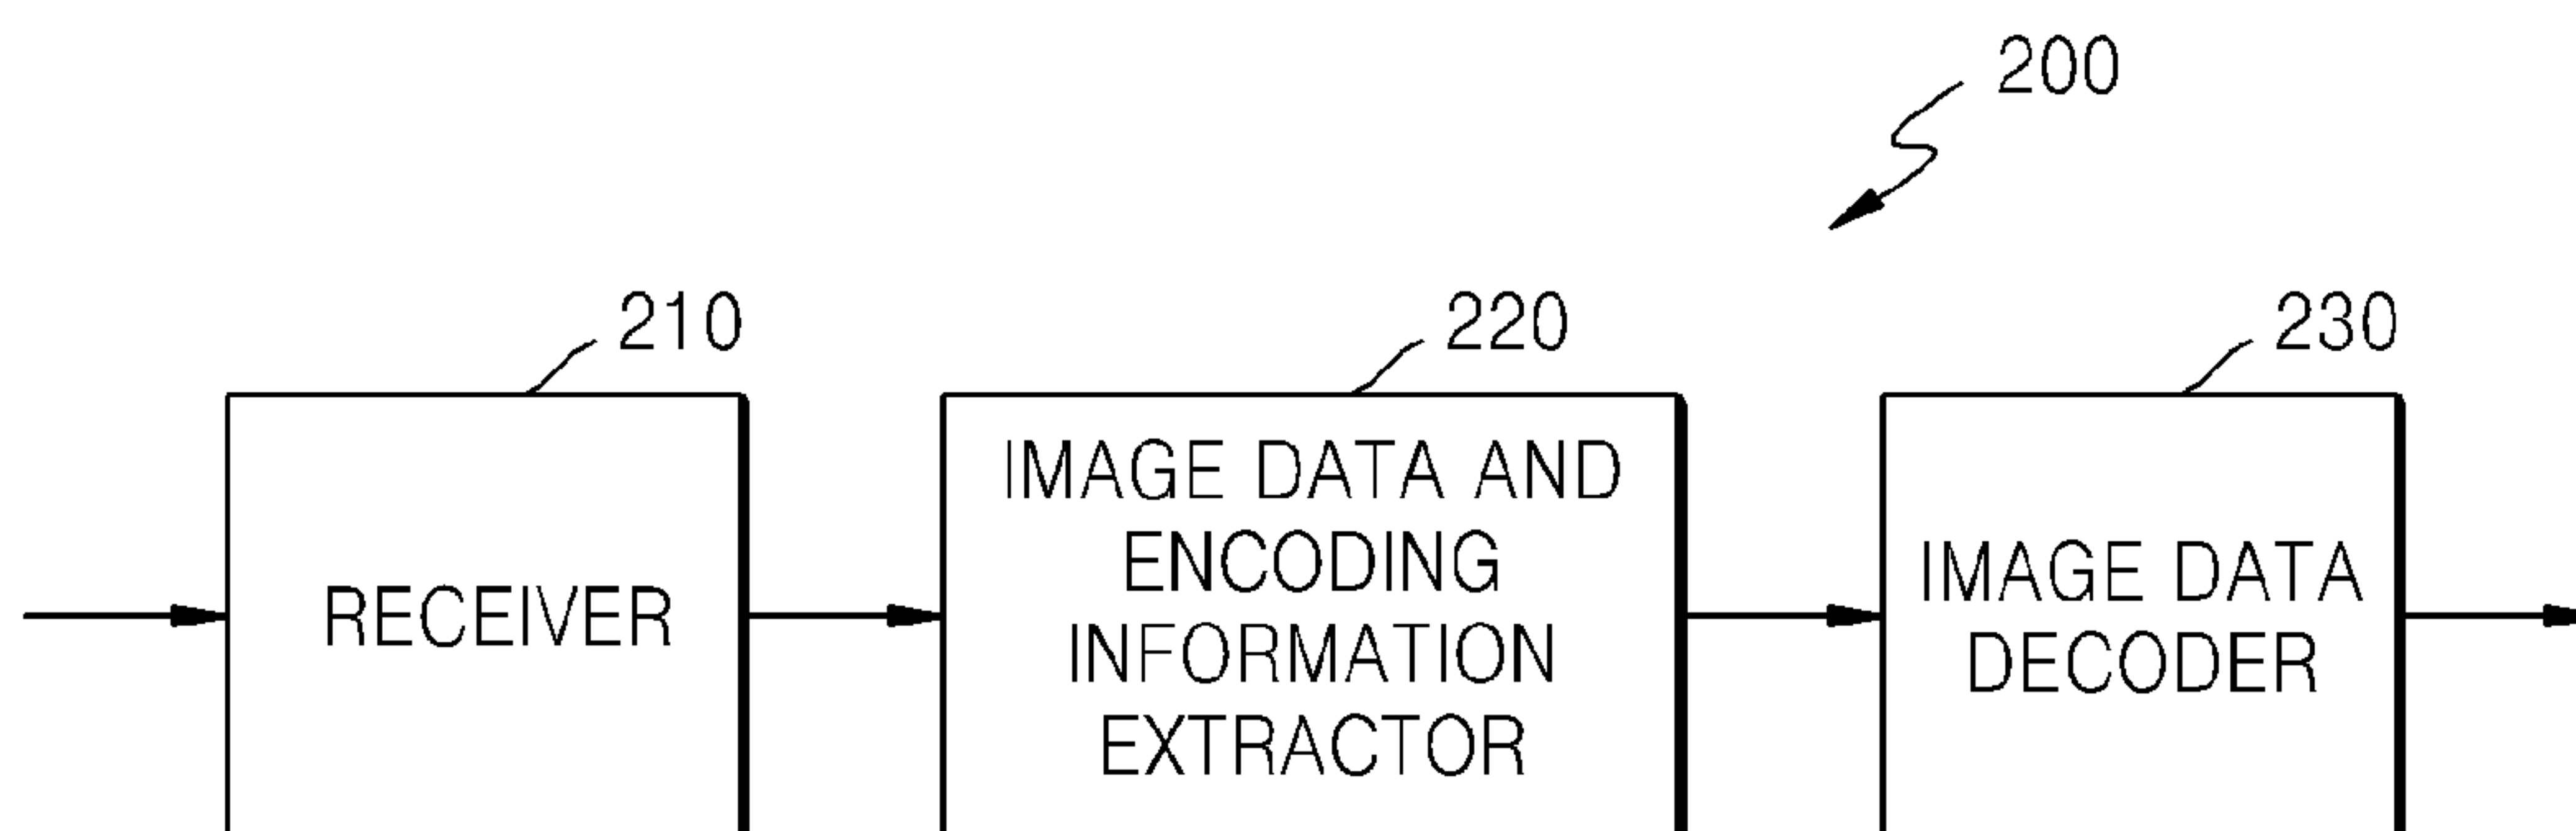 200
210
220
230
RECEIVER
IMAGE DATA AND
ENCODING
INFORMATION
EXTRACTOR
IMAGE DATA
DECODER